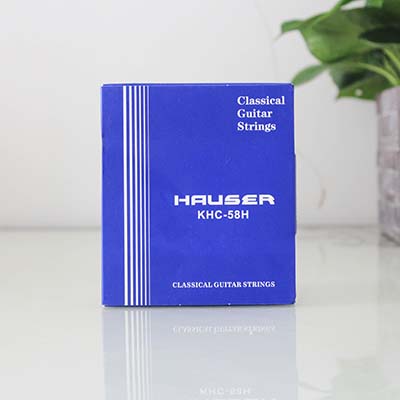 Classical
Guitar
Strings
HAUSER
KHC-58H
CLASSICAL GUITAR STRINGS